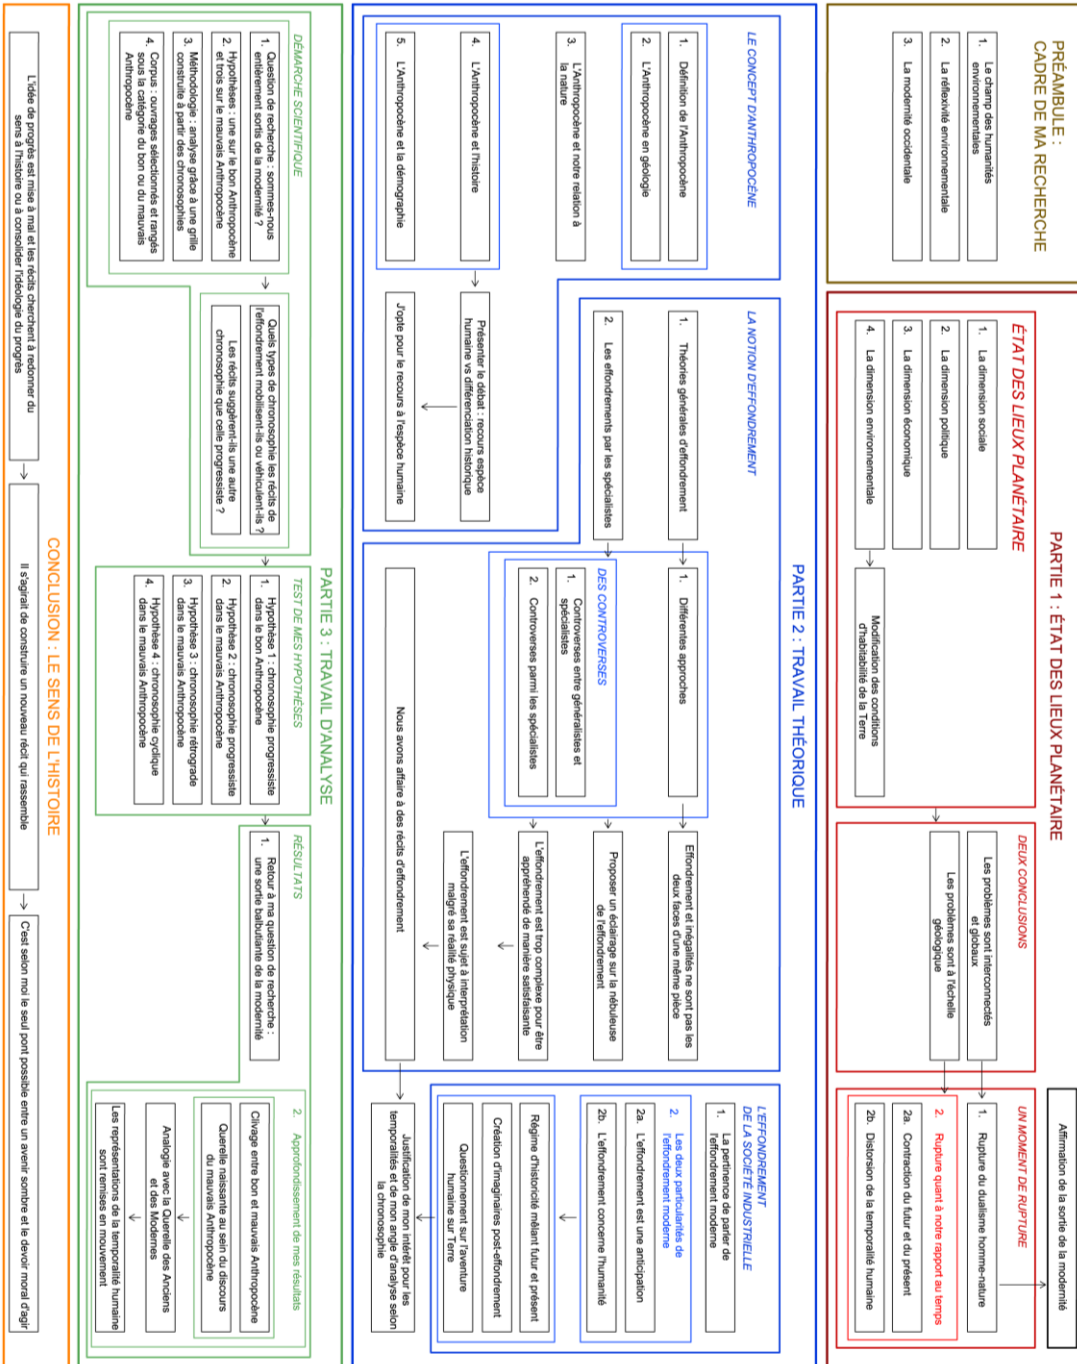 PRÉAMBULE :
CADRE DE MA RECHERCHE
1. Le champ des humanités
environnementales
2. La réflexivité environnementale
3. La modernité occidentale
PARTIE 1 : ÉTAT DES LIEUX PLANÉTAIRE
ÉTAT DES LIEUX PLANÉTAIRE
1. La dimension sociale
2. La dimension politique
3. La dimension économique
4. La dimension environnementale
Modification des conditions
d'habitabilité de la Terre
DEUX CONCLUSIONS
Les problèmes sont interconnectés
et globaux
Les problèmes sont à l'échelle
géologique
UN MOMENT DE RUPTURE
1. Rupture du dualisme homme-nature
2. Rupture quant à notre rapport au temps
2a. Contraction du futur et du présent
2b. Distorsion de la temporalité humaine
Affirmation de la sortie de la modernité
PARTIE 2 : TRAVAIL THÉORIQUE
LE CONCEPT D'ANTHROPOCÈNE
1. Définition de l'Anthropocène
2. L'Anthropocène en géologie
3. L'Anthropocène et notre relation à
la nature
4. L'Anthropocène et l'histoire
5. L'Anthropocène et la démographie
Présenter le débat : recours espèce
humaine vs différenciation historique
J'opte pour le recours à l'espèce humaine
LA NOTION D'EFFONDREMENT
1. Théories générales d'effondrement
2. Les effondrements par les spécialistes
1. Différentes approches
DES CONTROVERSES
1. Controverses entre généralistes et
spécialistes
2. Controverses parmi les spécialistes
Effondrement et inégalités ne sont pas les
deux faces d'une même pièce
Proposer un éclairage sur la nébuleuse
de l'effondrement
L'effondrement est trop complexe pour être
appréhendé de manière satisfaisante
L'effondrement est sujet à interprétation
malgré sa réalité physique
Nous avons affaire à des récits d'effondrement
L'EFFONDREMENT
DE LA SOCIÉTÉ INDUSTRIELLE
1. La pertinence de parler de
l'effondrement moderne
2. Les deux particularités de
l'effondrement moderne
2a. L'effondrement est une anticipation
2b. L'effondrement concerne l'humanité
Régime d'historicité mêlant futur et présent
Création d'imaginaires post-effondrement
Questionnement sur l'aventure
humaine sur Terre
Justification de mon intérêt pour les
temporalités et de mon angle d'analyse selon
la chronosophie
PARTIE 3 : TRAVAIL D'ANALYSE
DÉMARCHE SCIENTIFIQUE
1. Question de recherche : sommes-nous
entièrement sortis de la modernité ?
2. Hypothèses : une sur le bon Anthropocène
et trois sur le mauvais Anthropocène
3. Méthodologie : analyse grâce à une grille
construite à partir des chronosophies
4. Corpus : ouvrages sélectionnés et rangés
sous la catégorie du bon ou du mauvais
Anthropocène
Quels types de chronosophie les récits de
l'effondrement mobilisent-ils ou véhiculent-ils ?
Les récits suggèrent-ils une autre
chronosophie que celle progressiste ?
TEST DE MES HYPOTHÈSES
1. Hypothèse 1 : chronosophie progressiste
dans le bon Anthropocène
2. Hypothèse 2 : chronosophie progressiste
dans le mauvais Anthropocène
3. Hypothèse 3 : chronosophie rétrograde
dans le mauvais Anthropocène
4. Hypothèse 4 : chronosophie cyclique
dans le mauvais Anthropocène
RÉSULTATS
1. Retour à ma question de recherche :
une sortie balbutiante de la modernité
2. Approfondissement de mes résultats
Clivage entre bon et mauvais Anthropocène
Querelle naissante au sein du discours
du mauvais Anthropocène
Analogie avec la Querelle des Anciens
et des Modernes
Les représentations de la temporalité humaine
sont remises en mouvement
CONCLUSION : LE SENS DE L'HISTOIRE
L'idée de progrès est mise à mal et les récits cherchent à redonner du
sens à l'histoire ou à consolider l'idéologie du progrès
Il s'agirait de construire un nouveau récit qui rassemble
C'est selon moi le seul pont possible entre un avenir sombre et le devoir moral d'agir